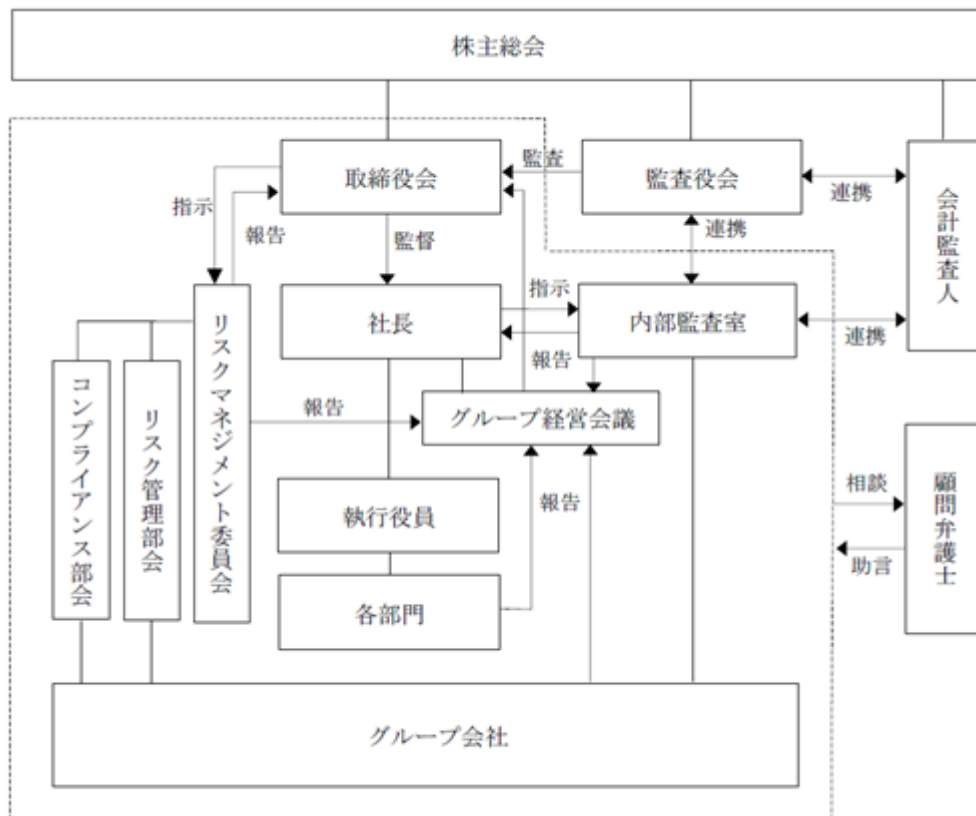 株主総会
取締役会
監査
監査役会
連携
会計監査人
指示
報告
監督
連携
社長
指示
報告
内部監査室
連携
リスクマネジメント委員会
コンプライアンス部会
リスク管理部会
報告
グループ経営会議
執行役員
報告
相談
助言
顧問弁護士
各部門
グループ会社